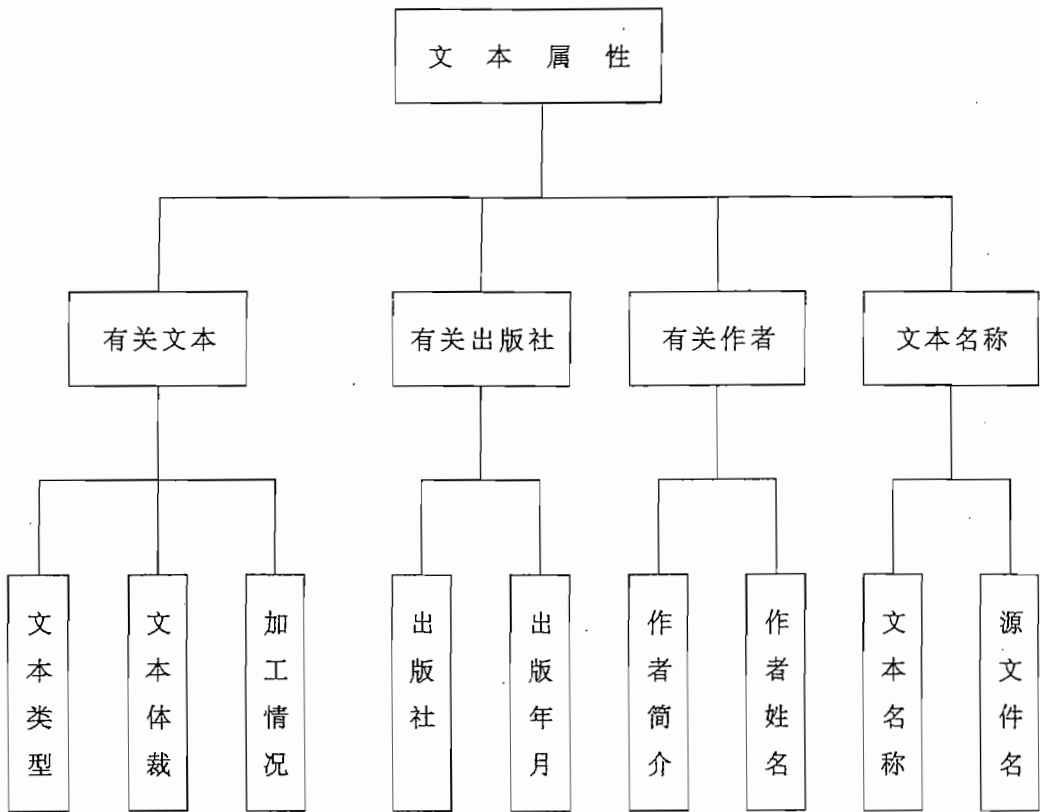 文本属性
有关文本
有关出版社
有关作者
文本名称
文本类型
文本体裁
加工情况
出版社
出版年月
作者简介
作者姓名
文本名称
源文件名